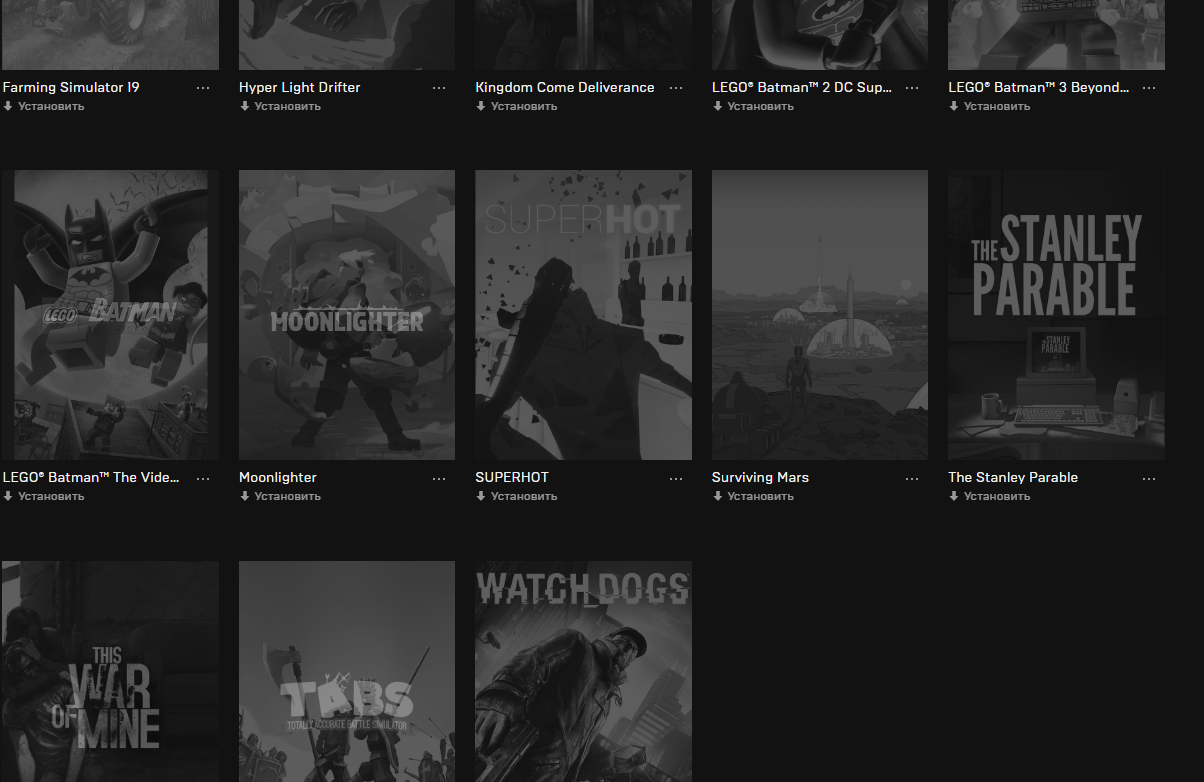 Farming Simulator 19 ...
Установить
Hyper Light Drifter ...
Установить
Kingdom Come Deliverance ...
Установить
LEGO® Batman™ 2 DC Sup... ...
Установить
LEGO® Batman™ 3 Beyond... ...
Установить
LEGO BATMAN
MOONLIGHTER
SUPERHOT
THE STANLEY
PARABLE
THE STANLEY
PARABLE
LEGO® Batman™ The Vide... ...
Установить
Moonlighter ...
Установить
SUPERHOT ...
Установить
Surviving Mars ...
Установить
The Stanley Parable ...
Установить
THIS
WAR
OF MINE
TABS
TOTALLY ACCURATE BATTLE SIMULATOR
WATCH_DOGS